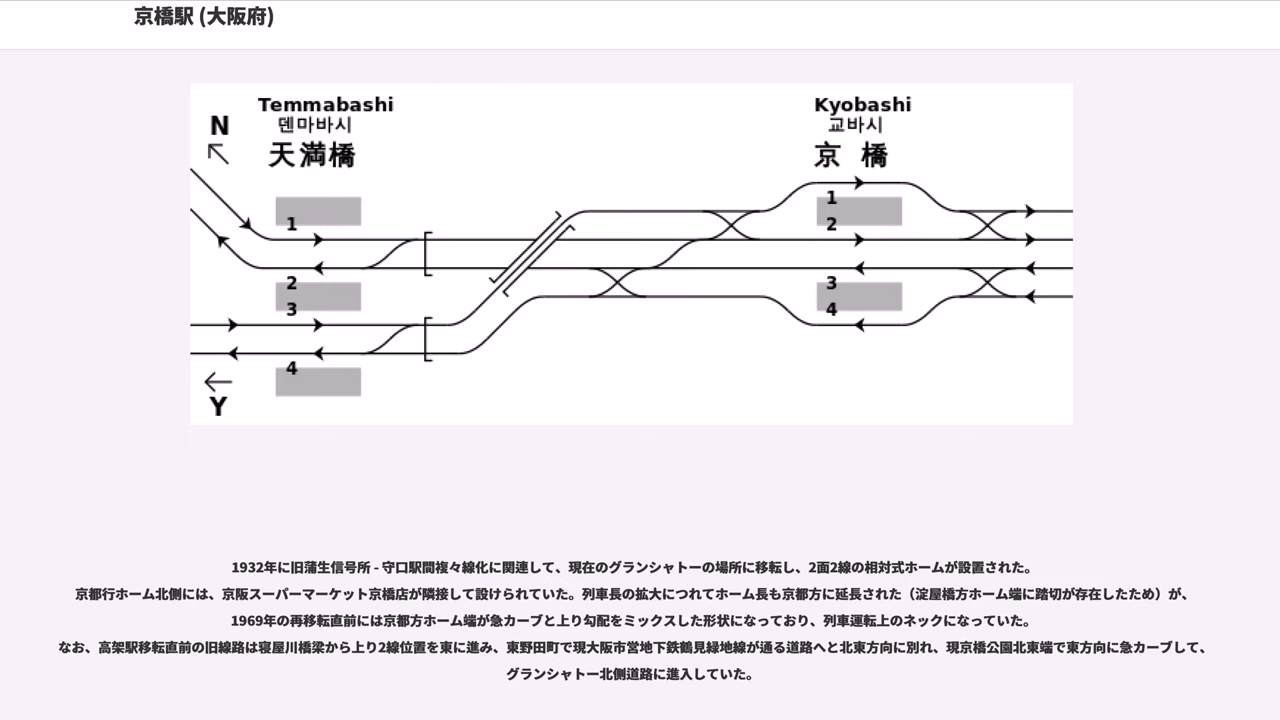 京橋駅 (大阪府)
Temmabashi
덴마바시
天満橋
Kyobashi
교바시
京 橋
N
1
2
3
4
1
2
3
4
Y
1932年に旧蒲生信号所 - 守口駅間複々線化に関連して、現在のグランシャトーの場所に移転し、2面2線の相対式ホームが設置された。
京都行ホーム北側には、京阪スーパーマーケット京橋店が隣接して設けられていた。列車長の拡大につれてホーム長も京都方に延長された（淀屋橋方ホーム端に踏切が存在したため）が、
1969年の再移転直前には京都方ホーム端が急カーブと上り勾配をミックスした形状になっており、列車運転上のネックになっていた。
なお、高架駅移転直前の旧線路は寝屋川橋梁から上り2線位置を東に進み、東野田町で現大阪市営地下鉄鶴見緑地線が通る道路へと北東方向に別れ、現京橋公園北東端で東方向に急カーブして、
グランシャトー北側道路に進入していた。